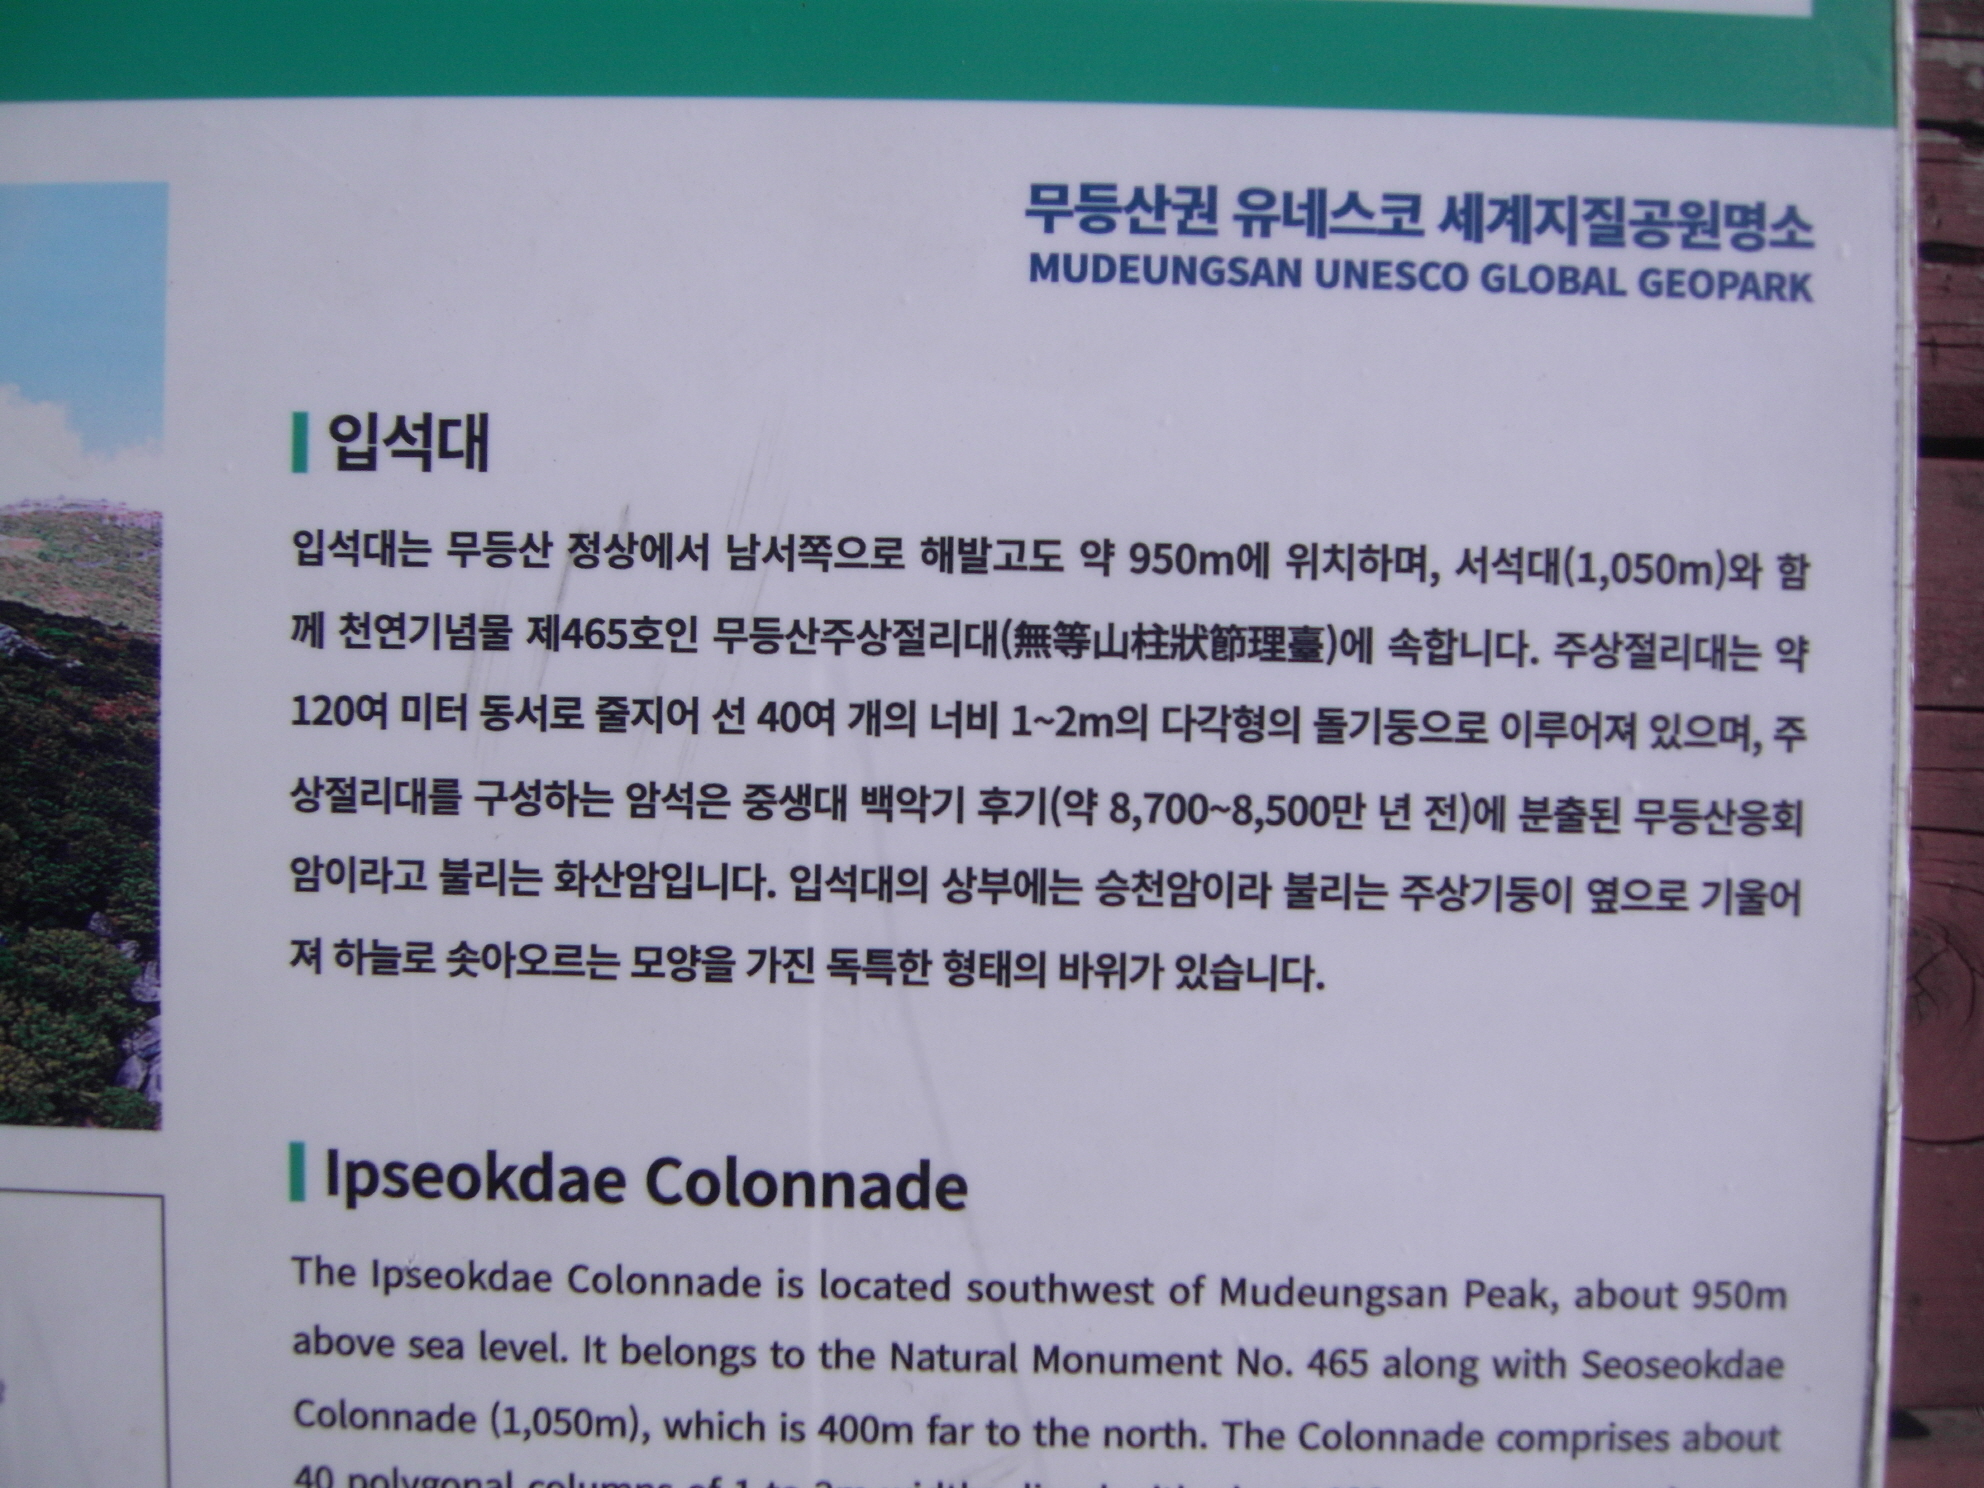 무등산권 유네스코 세계지질공원명소
MUDEUNGSAN UNESCO GLOBAL GEOPARK
입석대
입석대는 무등산 정상에서 남서쪽으로 해발고도 약 950m에 위치하며, 서석대(1,050m)와 함
께 천연기념물 제465호인 무등산주상절리대(無等山柱狀節理臺)에 속합니다. 주상절리대는 약
120여 미터 동서로 줄지어 선 40여 개의 너비 1~2m의 다각형의 돌기둥으로 이루어져 있으며, 주
상절리대를 구성하는 암석은 중생대 백악기 후기(약 8,700~8,500만 년 전)에 분출된 무등산응회
암이라고 불리는 화산암입니다. 입석대의 상부에는 승천암이라 불리는 주상기둥이 옆으로 기울어
져 하늘로 솟아오르는 모양을 가진 독특한 형태의 바위가 있습니다.
Ipseokdae Colonnade
The Ipseokdae Colonnade is located southwest of Mudeungsan Peak, about 950m
above sea level. It belongs to the Natural Monument No. 465 along with Seoseokdae
Colonnade (1,050m), which is 400m far to the north. The Colonnade comprises about
40 polygonal columns of 1 to 2m